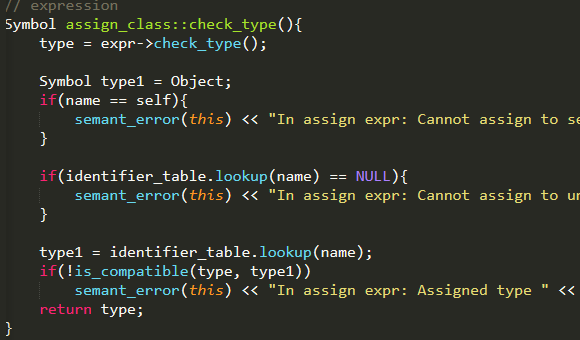 // expression
Symbol assign_class::check_type(){
    type = expr->check_type();

    Symbol type1 = Object;
    if(name == self){
        semant_error(this) << "In assign expr: Cannot assign to se
    }

    if(identifier_table.lookup(name) == NULL){
        semant_error(this) << "In assign expr: Cannot assign to un
    }

    type1 = identifier_table.lookup(name);
    if(!is_compatible(type, type1))
        semant_error(this) << "In assign expr: Assigned type " <<
    return type;
}